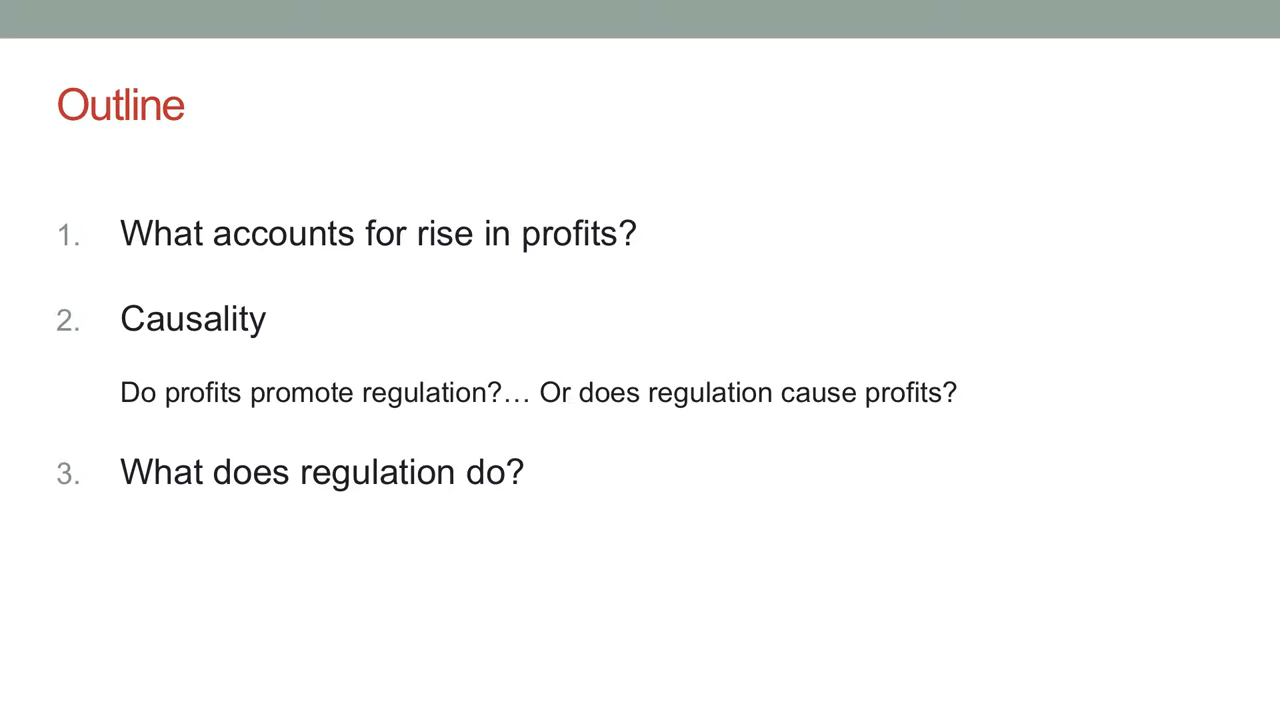 Outline
1. What accounts for rise in profits?
2. Causality
Do profits promote regulation?… Or does regulation cause profits?
3. What does regulation do?